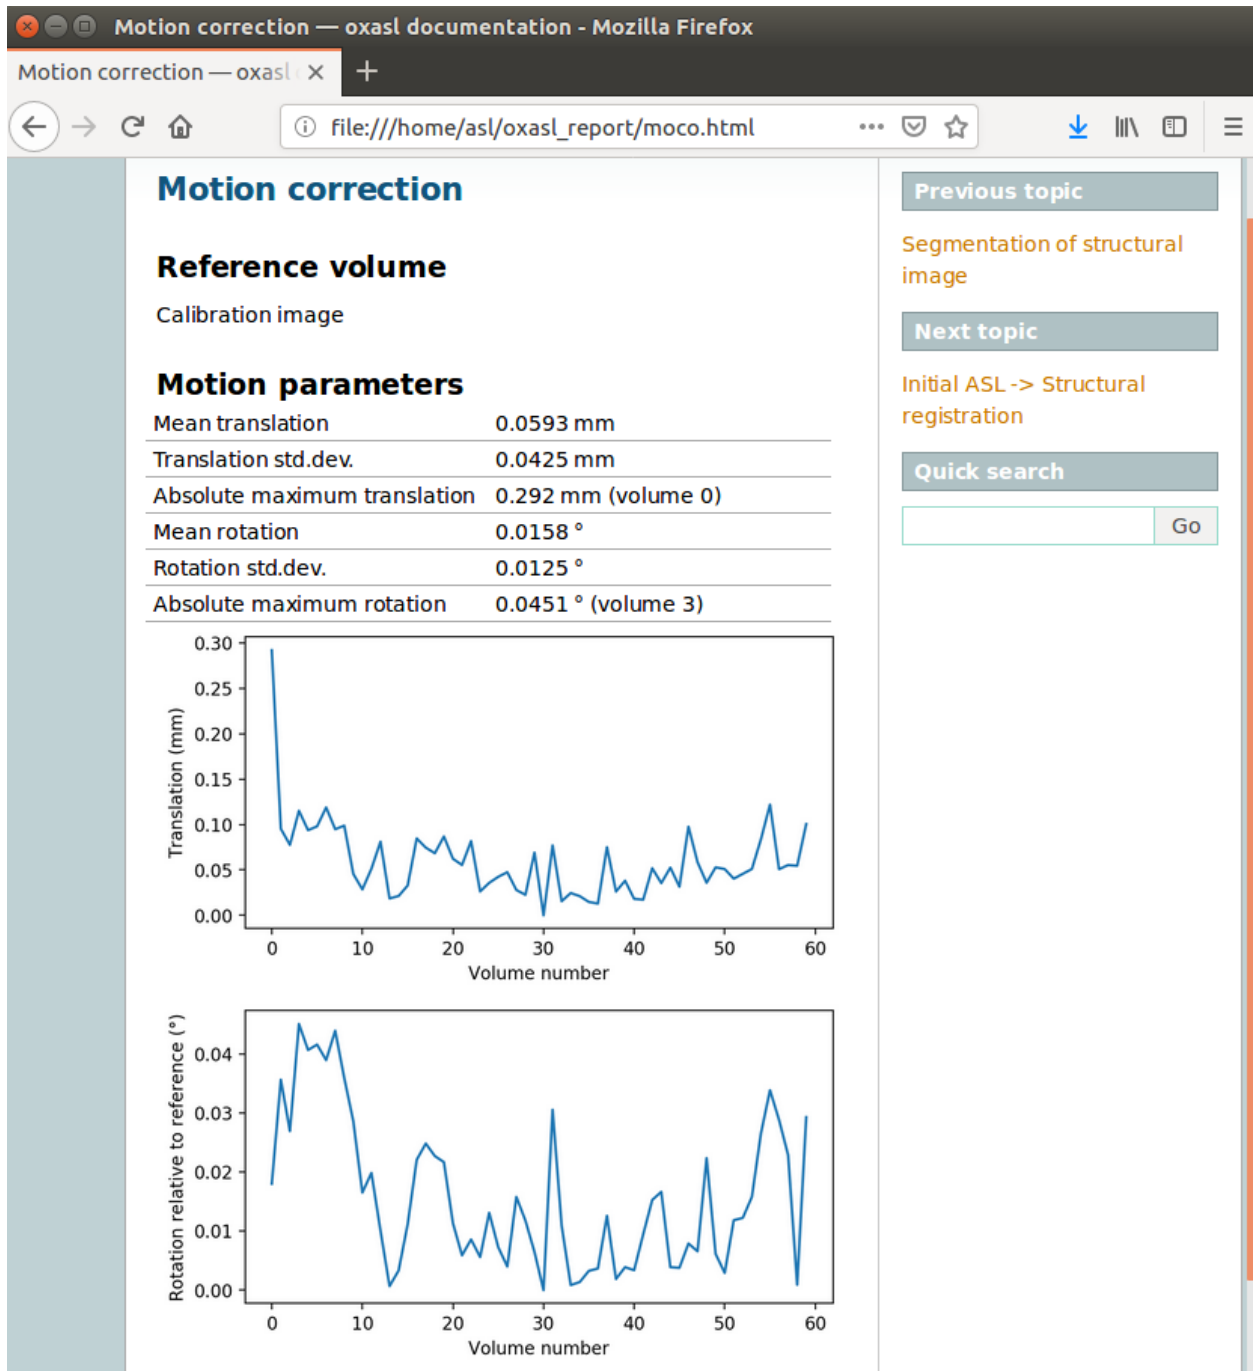 Motion correction — oxasl documentation - Mozilla Firefox
Motion correction — oxasl
file:///home/asl/oxasl_report/moco.html
Motion correction
Reference volume
Calibration image
Motion parameters
Mean translation 0.0593 mm
Translation std.dev. 0.0425 mm
Absolute maximum translation 0.292 mm (volume 0)
Mean rotation 0.0158 °
Rotation std.dev. 0.0125 °
Absolute maximum rotation 0.0451 ° (volume 3)
0.30
0.25
0.20
0.15
0.10
0.05
0.00
Translation (mm)
0 10 20 30 40 50 60
Volume number
0.04
0.03
0.02
0.01
0.00
Rotation relative to reference (°)
0 10 20 30 40 50 60
Volume number
Previous topic
Segmentation of structural
image
Next topic
Initial ASL -> Structural
registration
Quick search
Go